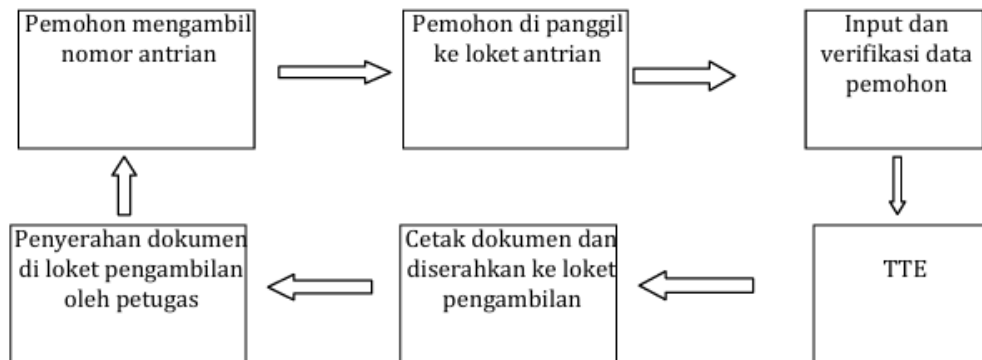 Pemohon mengambil
nomor antrian
Pemohon di panggil
ke loket antrian
Input dan
verifikasi data
pemohon
Penyerahan dokumen
di loket pengambilan
oleh petugas
Cetak dokumen dan
diserahkan ke loket
pengambilan
TTE